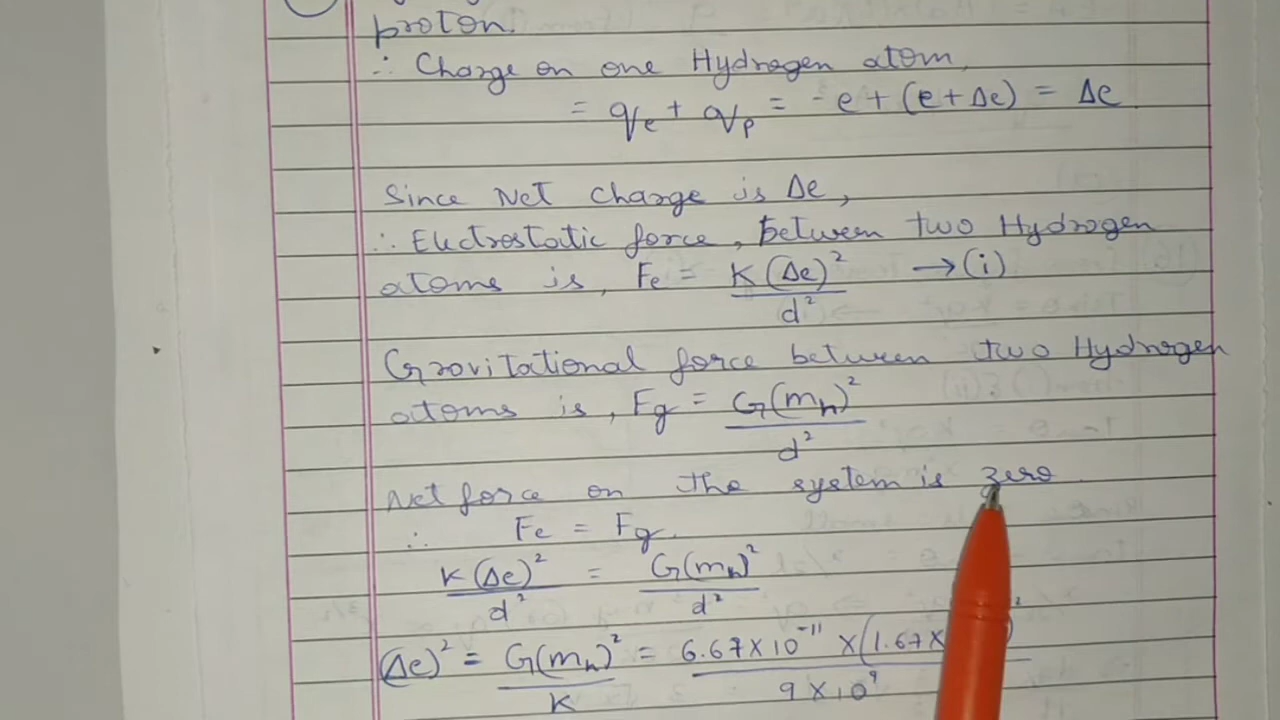 proton.
∴ Charge on one Hydrogen atom,
= qe + qp = -e + (e + Δe) = Δe
Since Net charge is Δe,
∴ Electrostatic force, between two Hydrogen
atoms is, Fe = K(Δe)²/d² → (i)
Gravitational force between two Hydrogen
atoms is, Fg = G(mh)²/d²
Net force on the system is zero
∴ Fe = Fg.
K(Δe)²/d² = G(mh)²/d²
(Δe)² = G(mh)²/K = 6.67 × 10⁻¹¹ × (1.67 × )²/9 × 10⁹